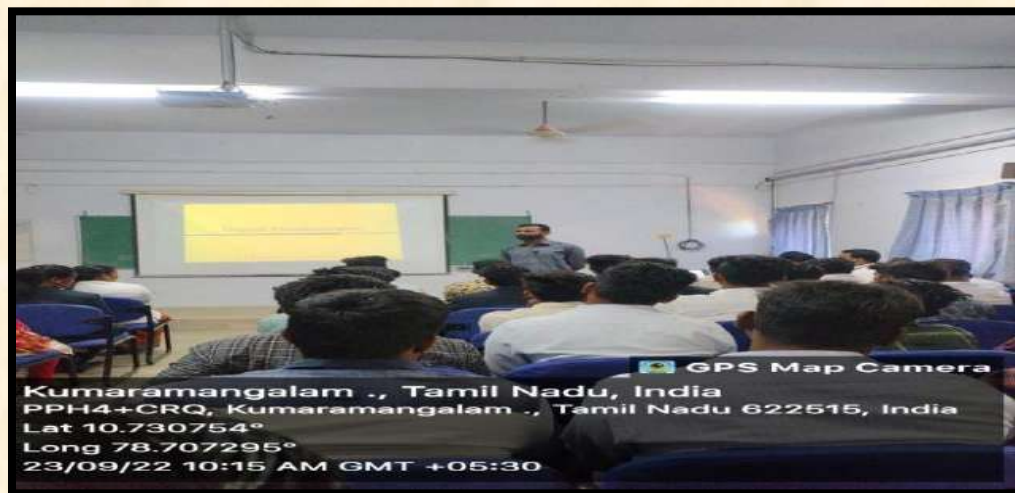 GPS Map Camera
Kumaramangalam ., Tamil Nadu, India
PPH4+CRQ, Kumaramangalam ., Tamil Nadu 622515, India
Lat 10.730754°
Long 78.707295°
23/09/22 10:15 AM GMT +05:30